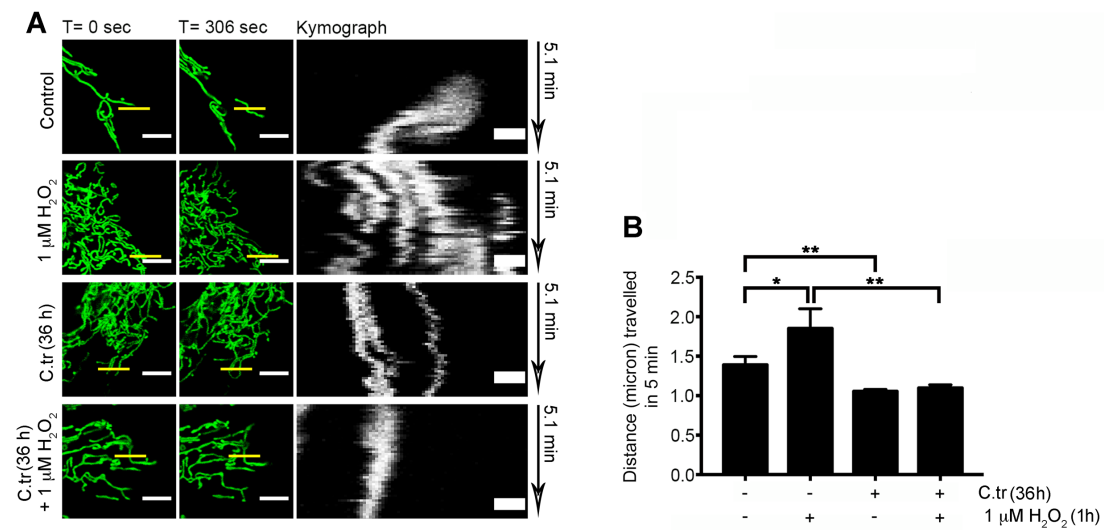 A
T= 0 sec T= 306 sec Kymograph
Control
5.1 min
1 µM H₂O₂
5.1 min
C.tr (36 h)
5.1 min
C.tr (36 h)
+ 1 µM H₂O₂
5.1 min
B
**
* **
Distance (micron) travelled
in 5 min
2.5
2.0
1.5
1.0
0.5
0.0
- - + + C.tr (36h)
- + - + 1 µM H₂O₂ (1h)